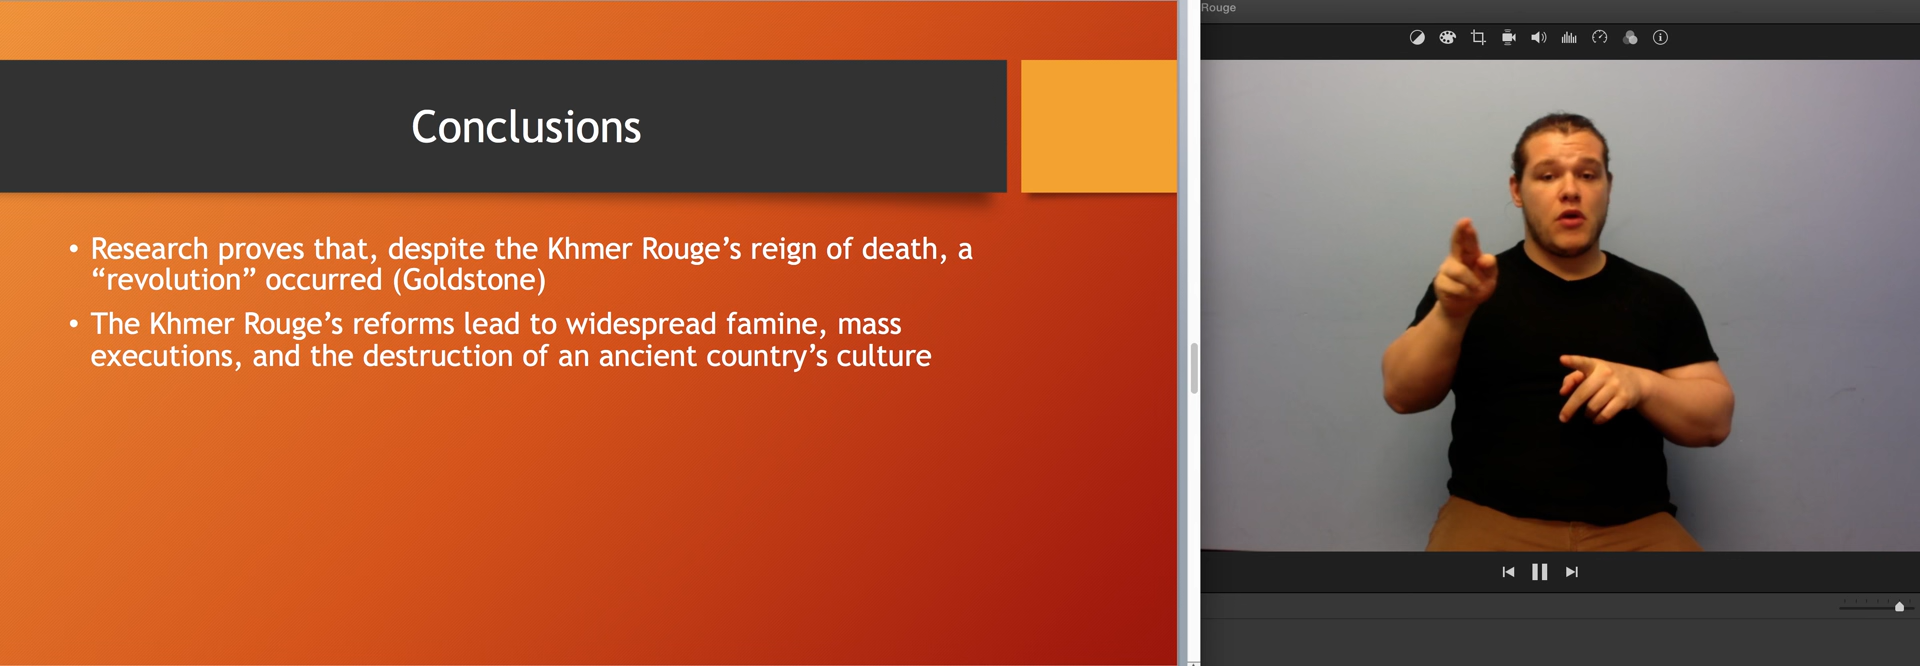 Conclusions
• Research proves that, despite the Khmer Rouge’s reign of death, a
“revolution” occurred (Goldstone)
• The Khmer Rouge’s reforms lead to widespread famine, mass
executions, and the destruction of an ancient country’s culture
Rouge